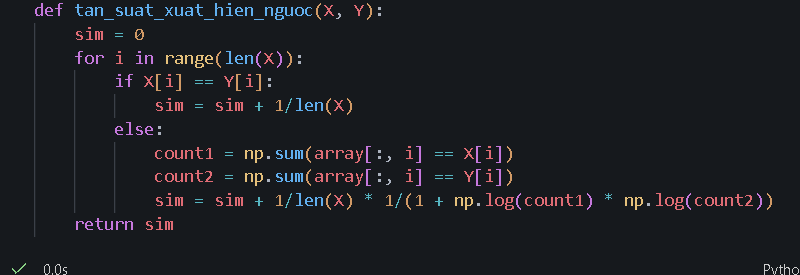 def tan_suat_xuat_hien_nguoc(X, Y):
    sim = 0
    for i in range(len(X)):
        if X[i] == Y[i]:
            sim = sim + 1/len(X)
        else:
            count1 = np.sum(array[:, i] == X[i])
            count2 = np.sum(array[:, i] == Y[i])
            sim = sim + 1/len(X) * 1/(1 + np.log(count1) * np.log(count2))
    return sim
0.0s
Pytho